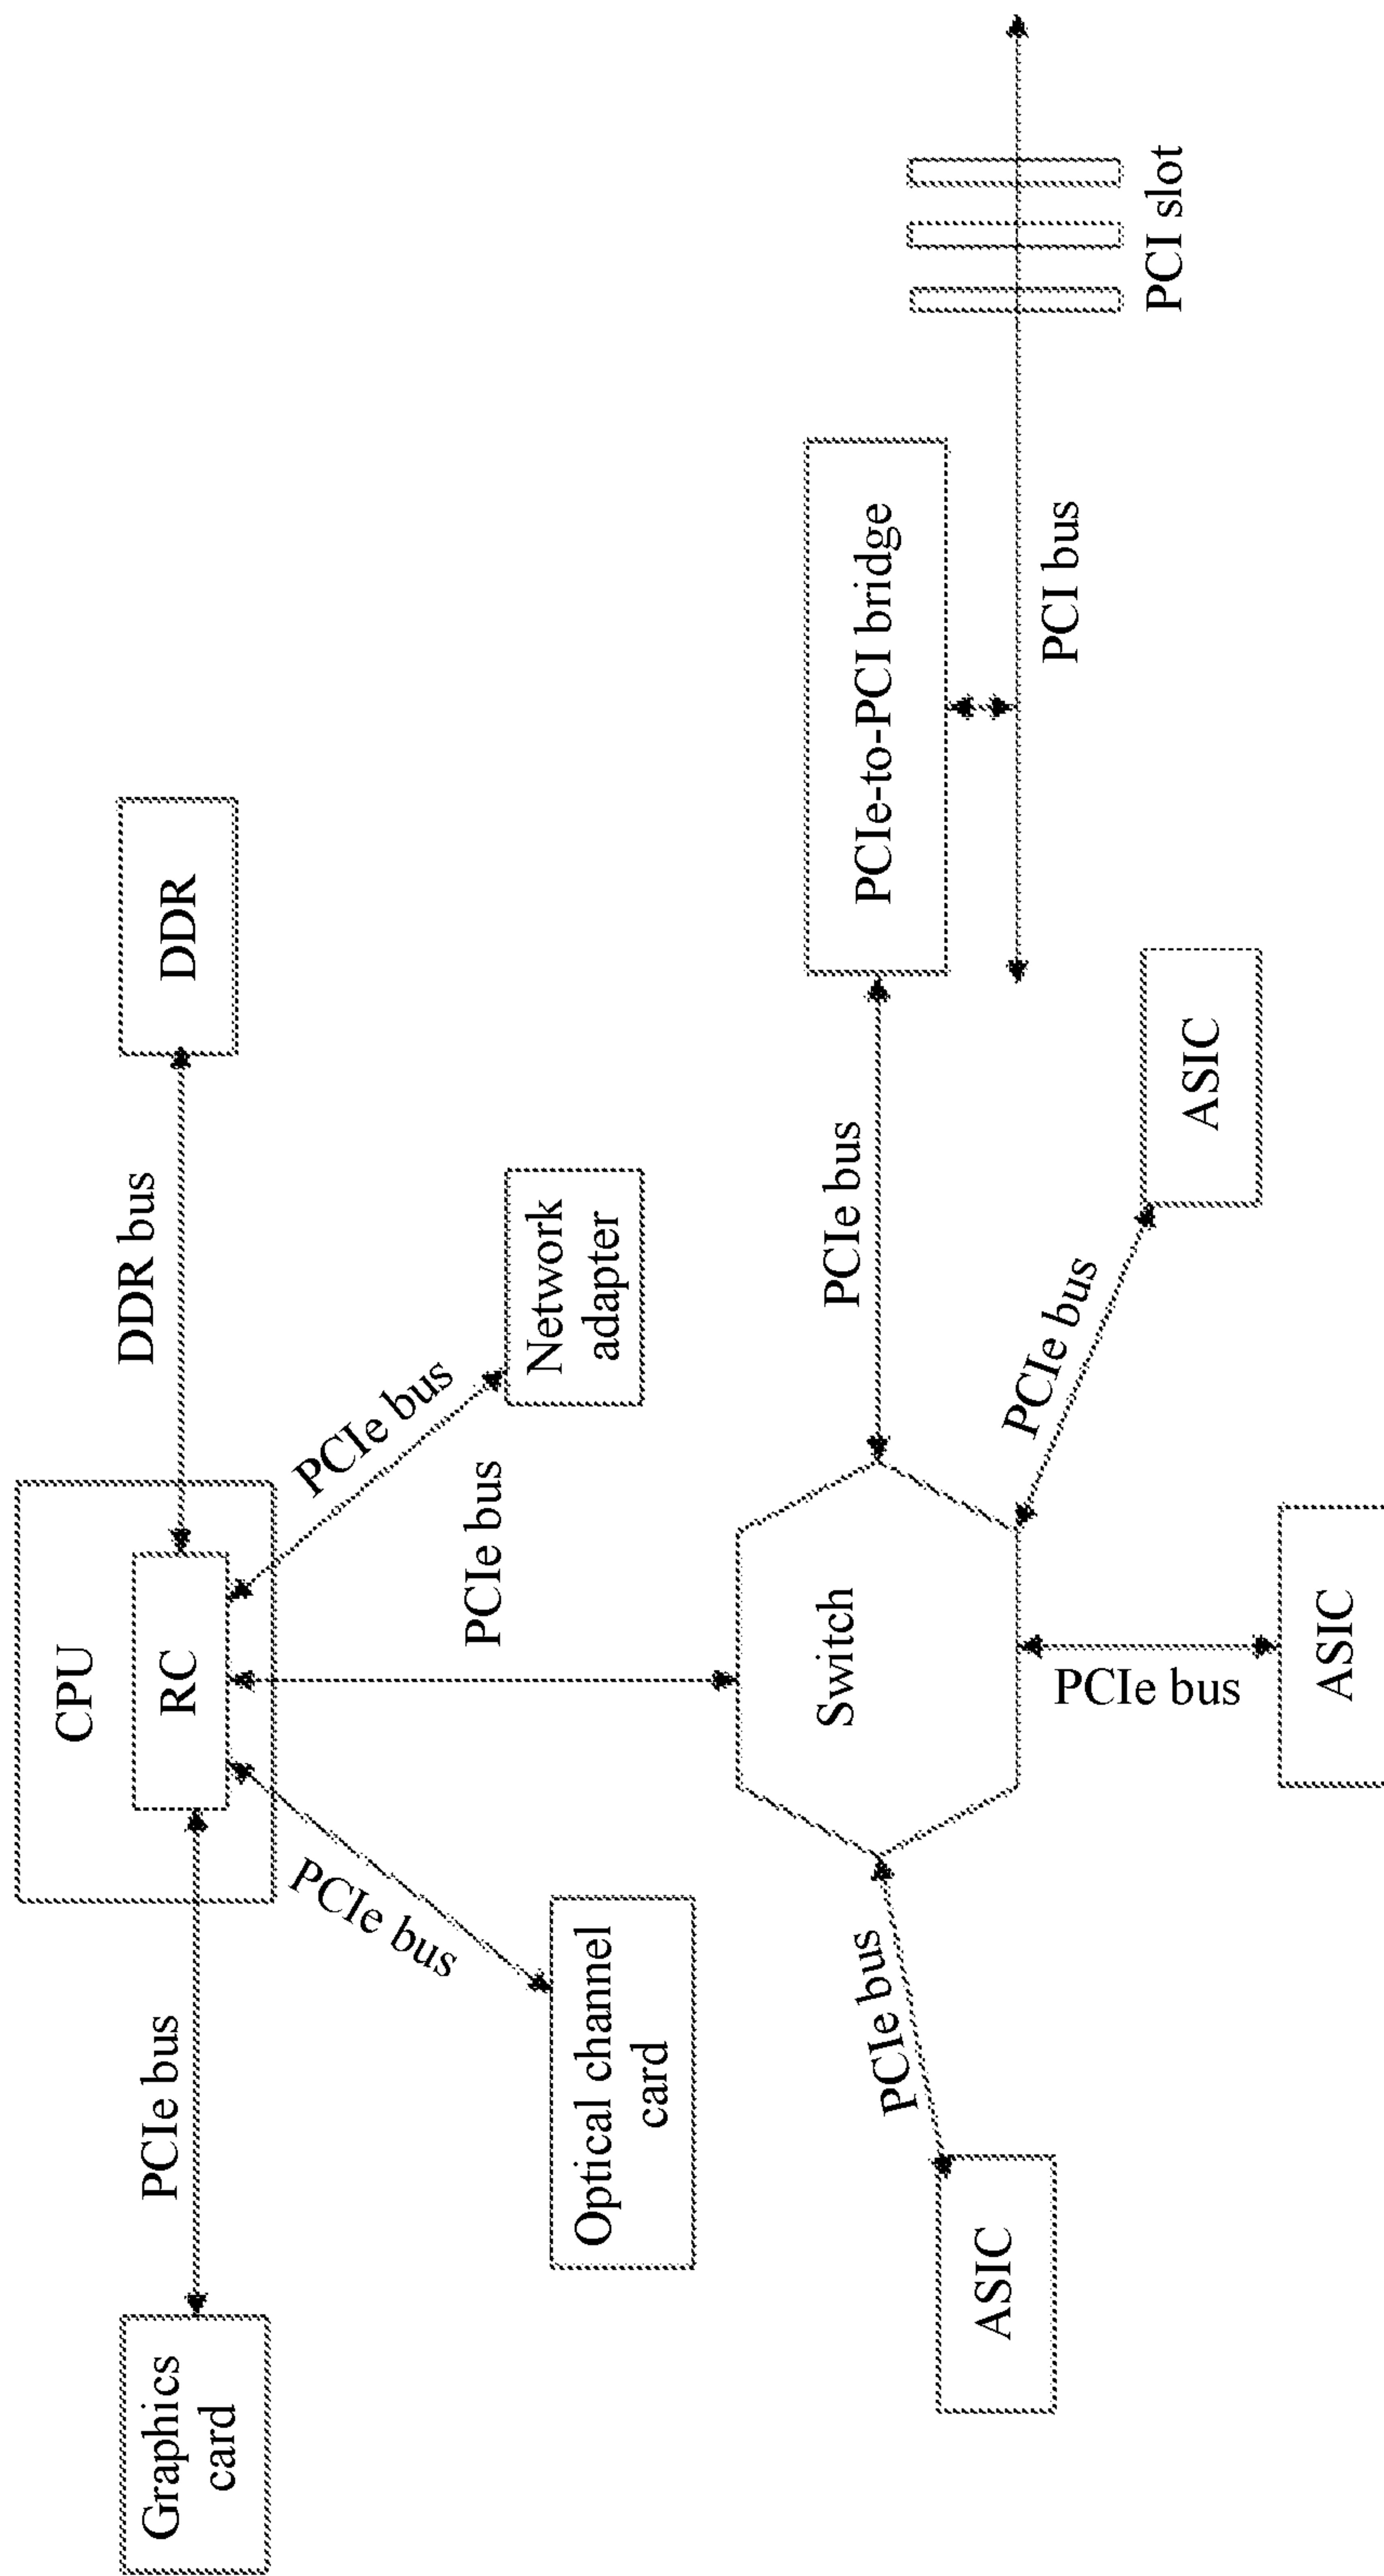 CPU
RC
Graphics
card
PCIe bus
DDR bus
DDR
PCIe bus
PCIe bus
Optical channel
card
PCIe bus
Network
adapter
Switch
PCIe bus
PCIe-to-PCI bridge
PCIe bus
ASIC
PCIe bus
ASIC
PCIe bus
ASIC
PCI bus
PCI slot